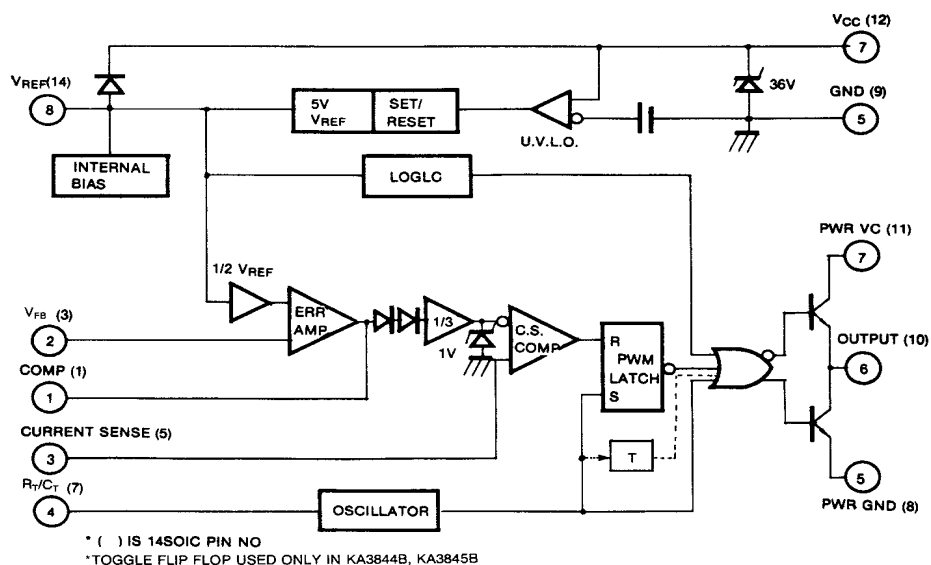 VCC (12)
7
VREF(14)
8
36V
GND (9)
5
5V
VREF
SET/
RESET
U.V.L.O.
INTERNAL
BIAS
LOGLC
PWR VC (11)
7
1/2 VREF
ERR
AMP
1/3
1V
C.S.
COMP
VFB (3)
2
COMP (1)
1
R
PWM
LATCH
S
OUTPUT (10)
6
CURRENT SENSE (5)
3
T
RT/CT (7)
4
OSCILLATOR
5
PWR GND (8)
* ( ) IS 14SOIC PIN NO
*TOGGLE FLIP FLOP USED ONLY IN KA3844B, KA3845B